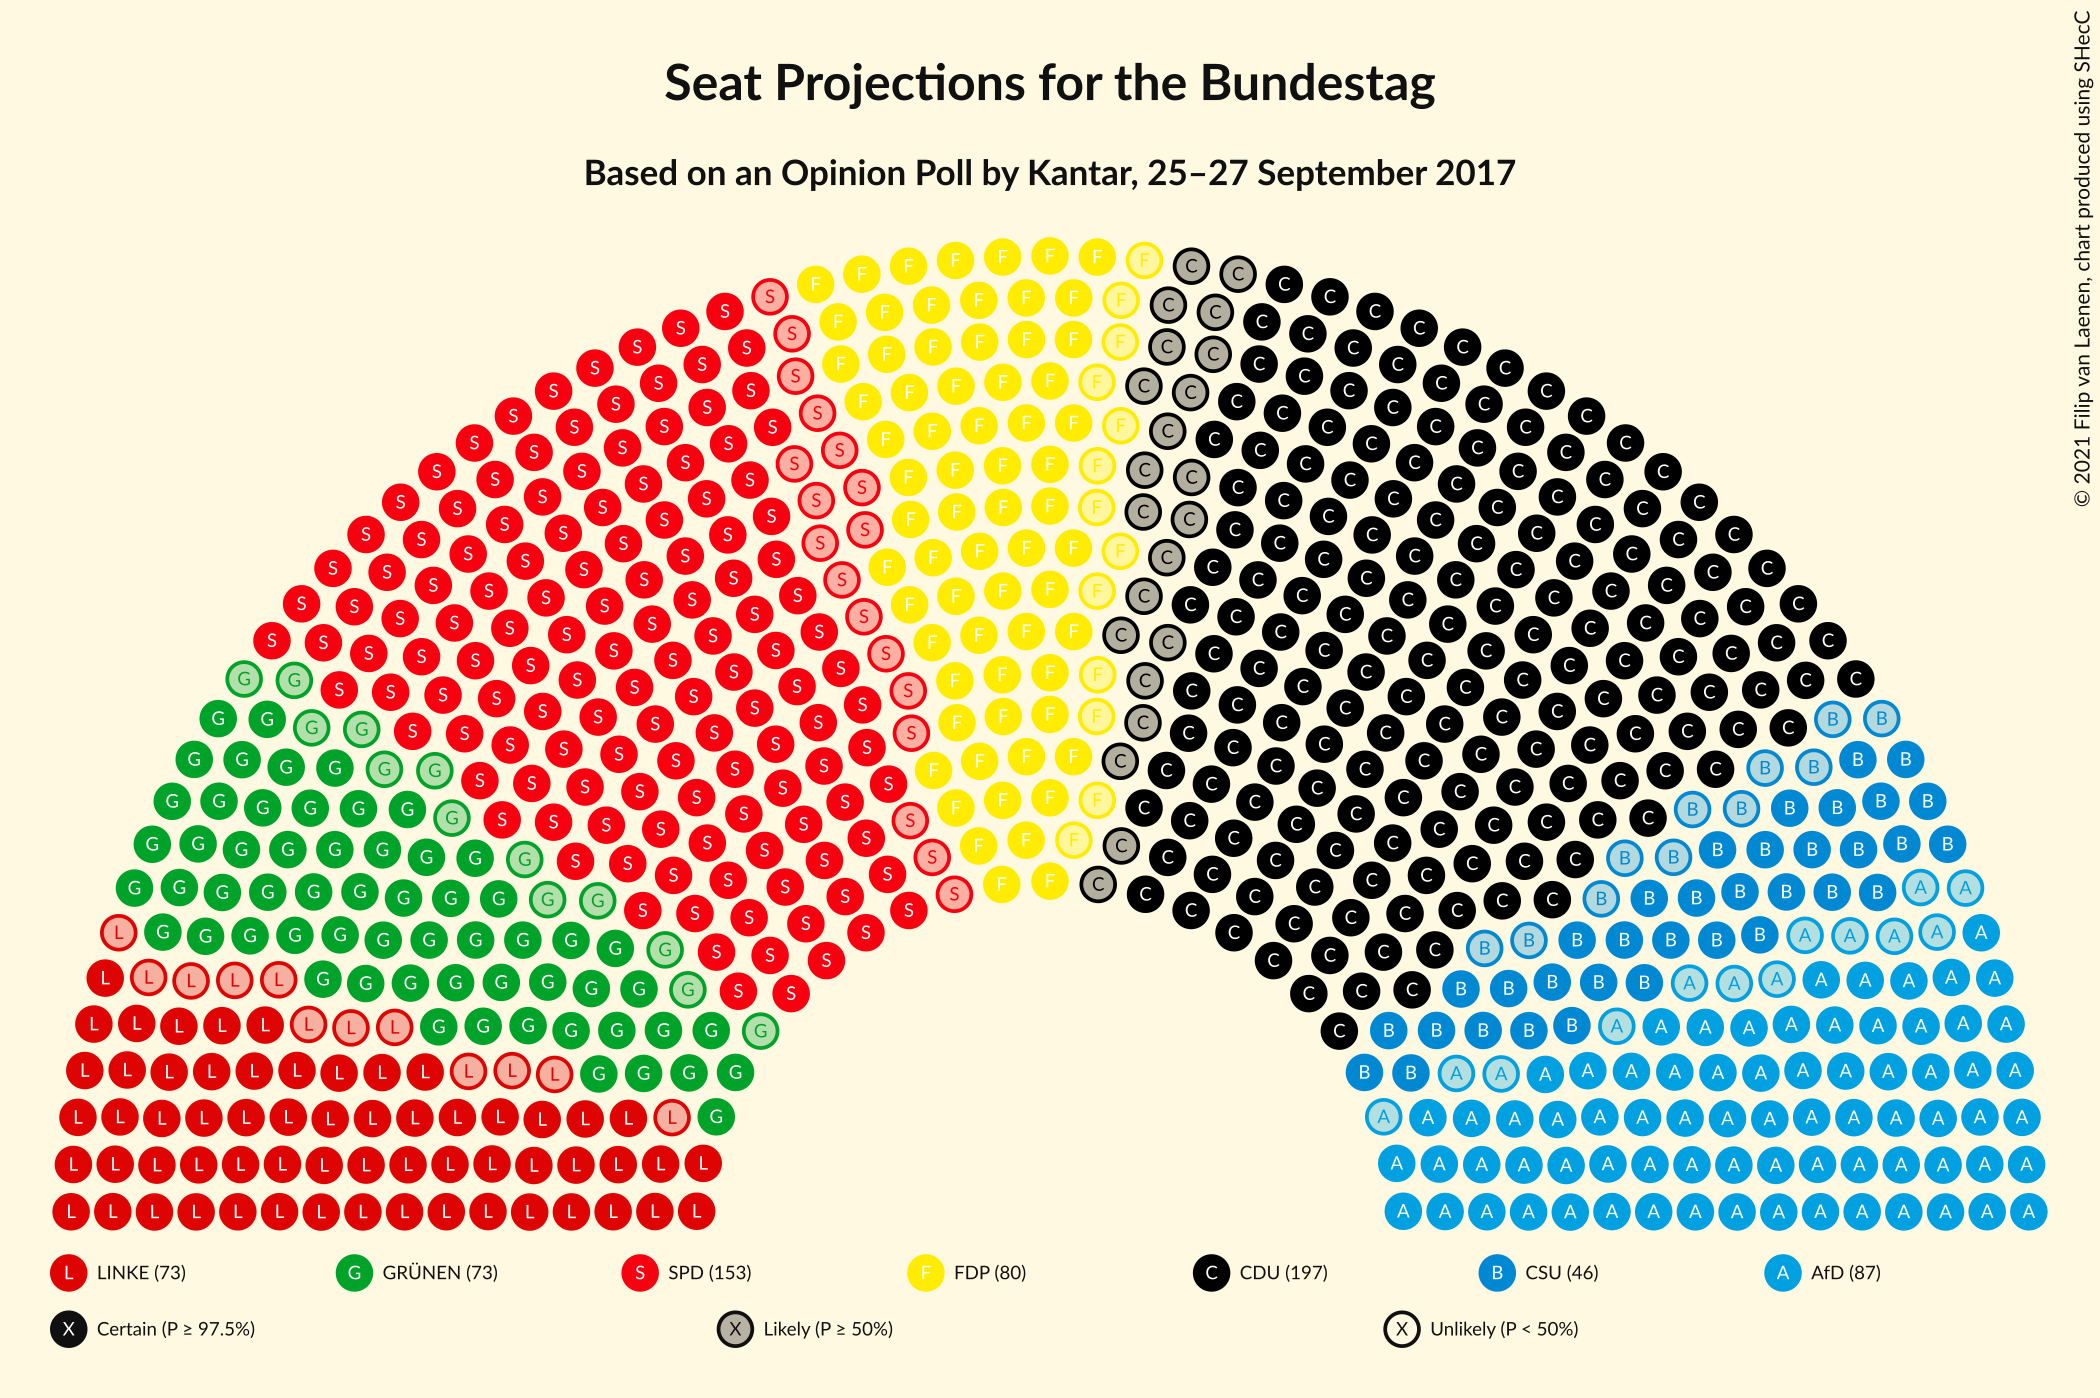 Seat Projections for the Bundestag
Based on an Opinion Poll by Kantar, 25–27 September 2017
© 2021 Filip van Laenen, chart produced using SHecC
L LINKE (73)
G GRÜNEN (73)
S SPD (153)
F FDP (80)
C CDU (197)
B CSU (46)
A AfD (87)
X Certain (P ≥ 97.5%)
X Likely (P ≥ 50%)
X Unlikely (P < 50%)